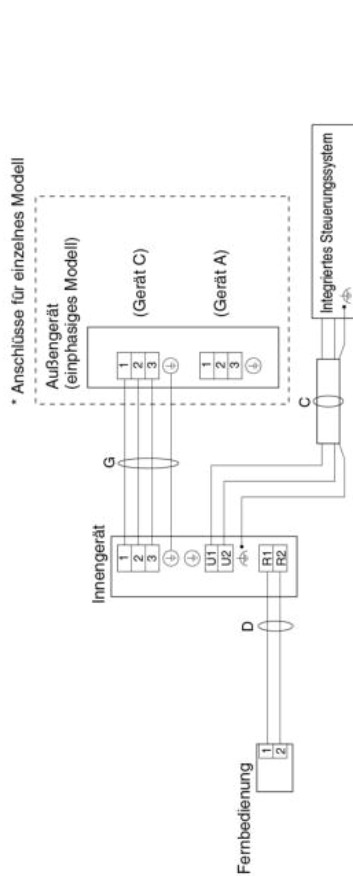 * Anschlüsse für einzelnes Modell
Außengerät
(einphasiges Modell)
Innengerät
G
(Gerät C)
(Gerät A)
1
2
3
1
2
3
1
2
3
U1
U2
R1
R2
Fernbedienung
1
2
D
C
Integriertes Steuerungssystem